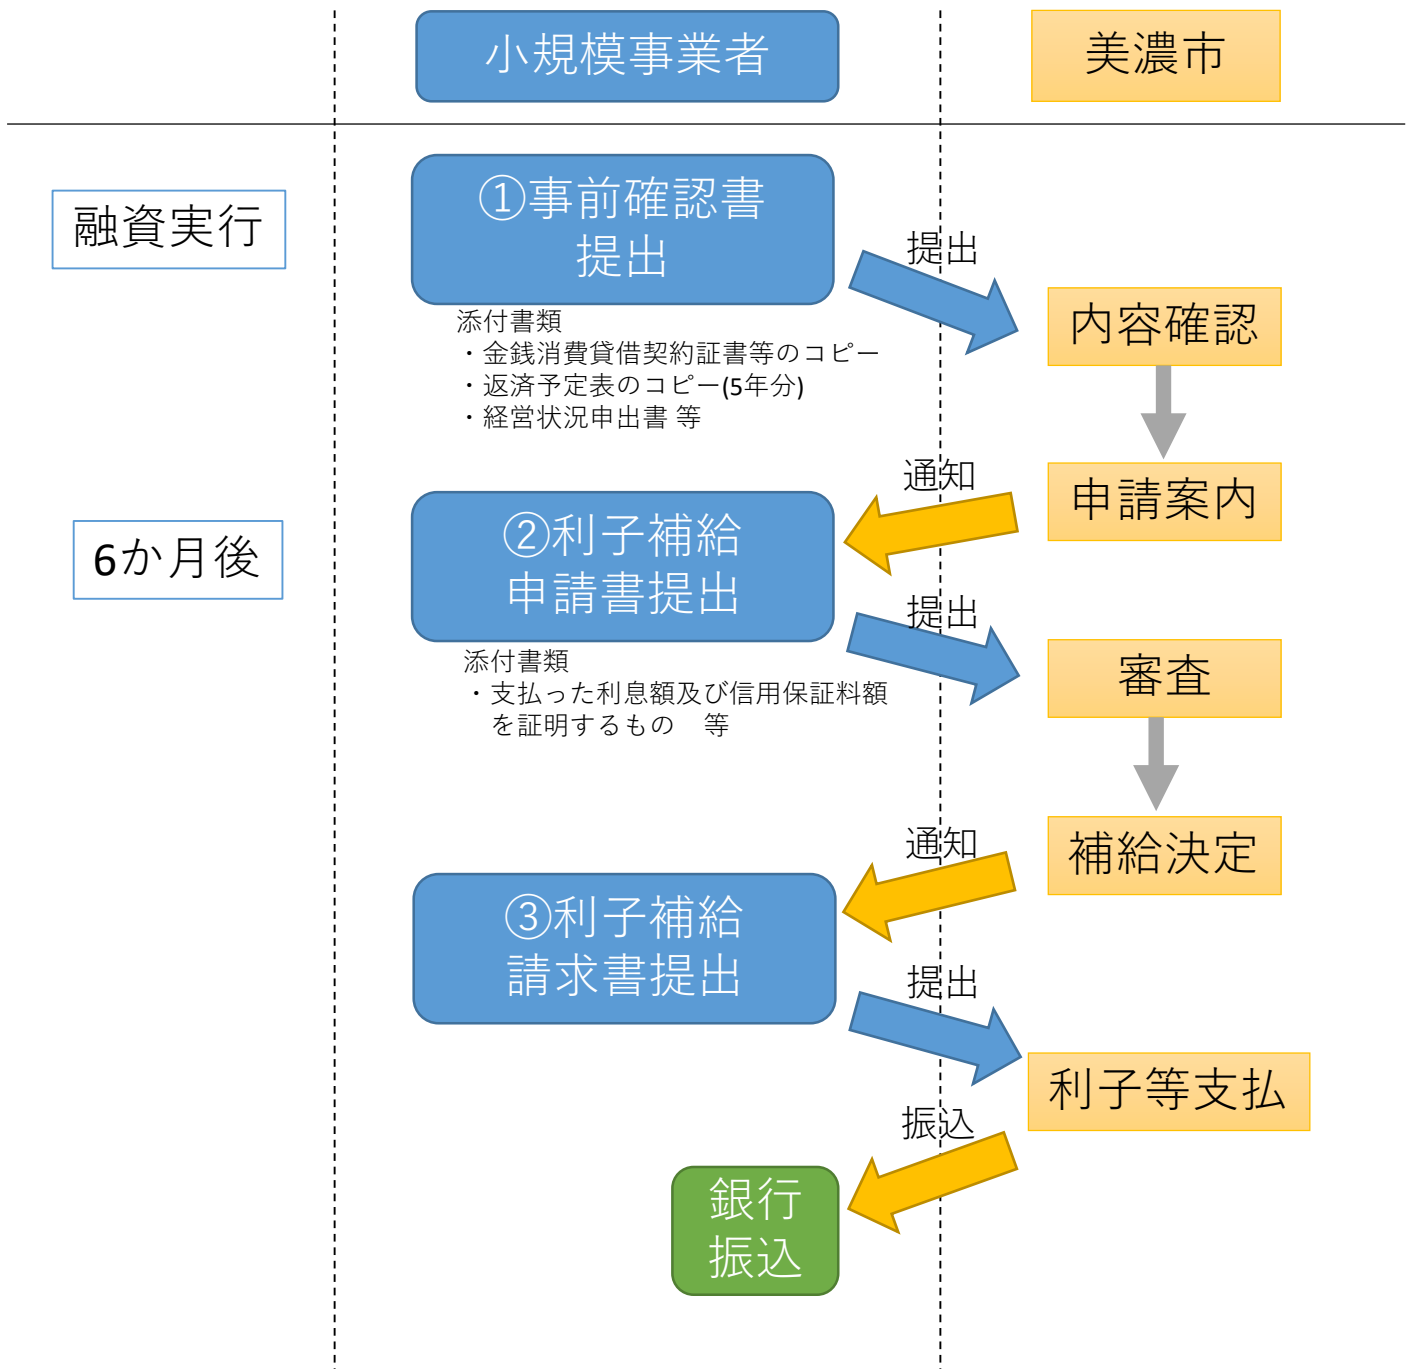 小規模事業者
美濃市
融資実行
①事前確認書
提出
提出
添付書類
・金銭消費貸借契約証書等のコピー
・返済予定表のコピー(5年分)
・経営状況申出書 等
内容確認
通知
申請案内
6か月後
②利子補給
申請書提出
提出
添付書類
・支払った利息額及び信用保証料額
を証明するもの　等
審査
通知
補給決定
③利子補給
請求書提出
提出
利子等支払
振込
銀行
振込